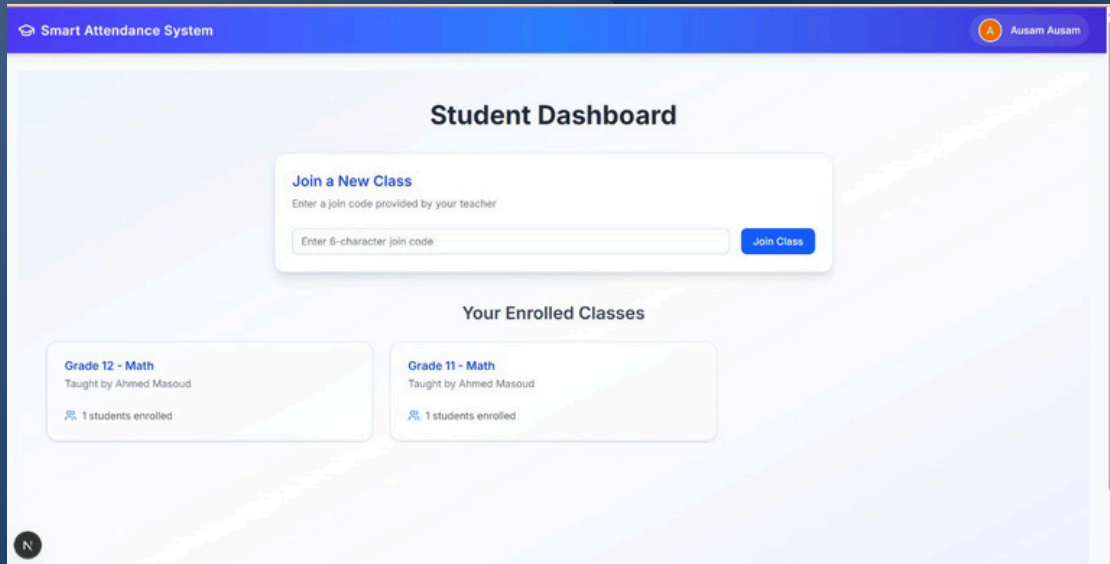 Smart Attendance System
A Ausam Ausam
Student Dashboard
Join a New Class
Enter a join code provided by your teacher
Enter 6-character join code
Join Class
Your Enrolled Classes
Grade 12 - Math
Taught by Ahmed Masoud
1 students enrolled
Grade 11 - Math
Taught by Ahmed Masoud
1 students enrolled
N